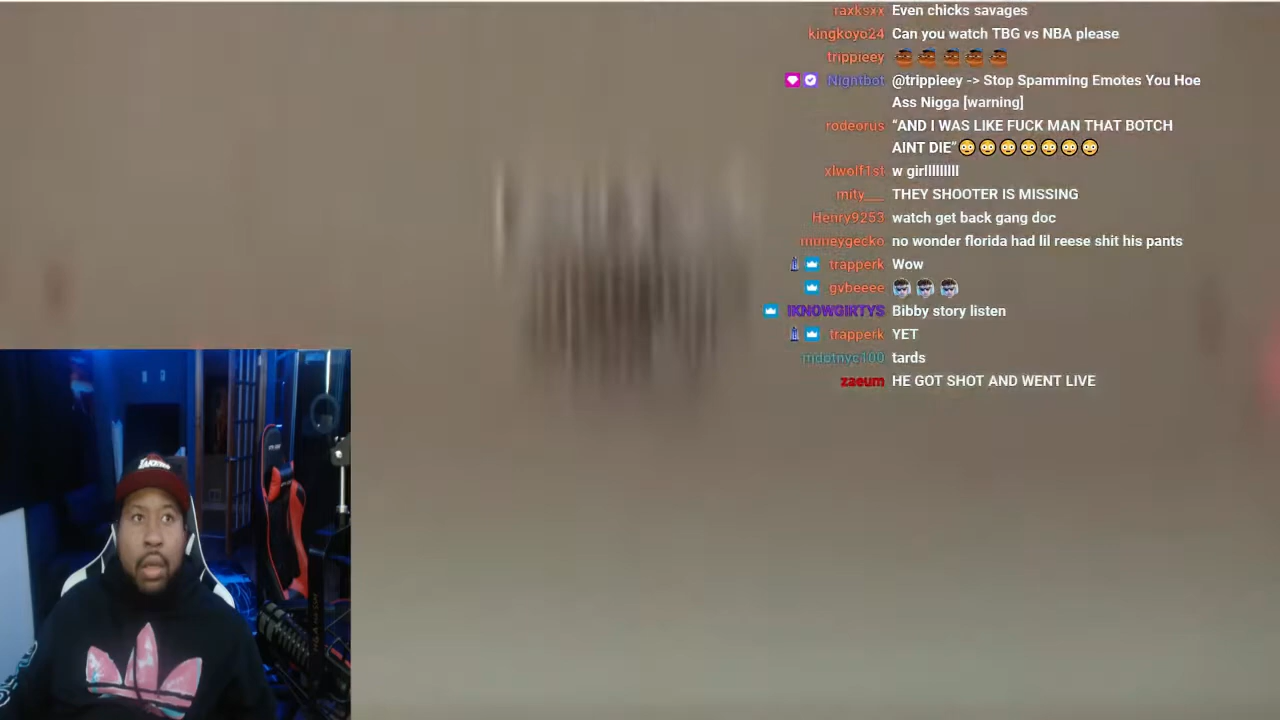 raxksxx Even chicks savages
kingkoyo24 Can you watch TBG vs NBA please
trippieey
Nightbot @trippieey -> Stop Spamming Emotes You Hoe
Ass Nigga [warning]
rodeorus “AND I WAS LIKE FUCK MAN THAT BOTCH
AINT DIE”😳😳😳😳😳😳😳
xlwolf1st w girlllllllll
mity___ THEY SHOOTER IS MISSING
Henry9253 watch get back gang doc
moneygecko no wonder florida had lil reese shit his pants
trapperk Wow
gvbeeee
IKNOWGIRTYS Bibby story listen
trapperk YET
mdotnyc100 tards
zaeum HE GOT SHOT AND WENT LIVE